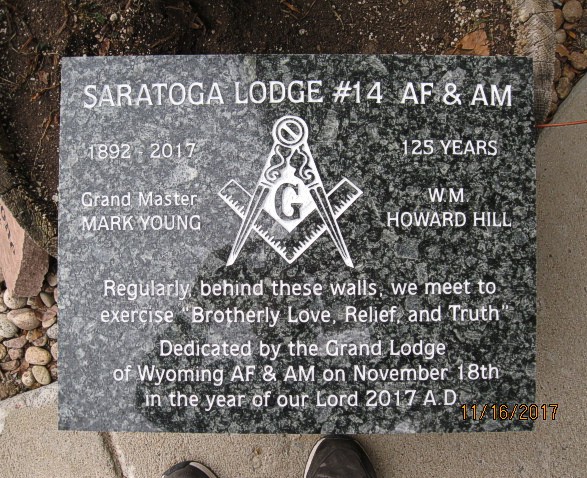 SARATOGA LODGE #14 AF & AM
1892 - 2017
125 YEARS
Grand Master
MARK YOUNG
G
W.M.
HOWARD HILL
Regularly, behind these walls, we meet to
exercise "Brotherly Love, Relief, and Truth"
Dedicated by the Grand Lodge
of Wyoming AF & AM on November 18th
in the year of our Lord 2017 A.D.
11/16/2017